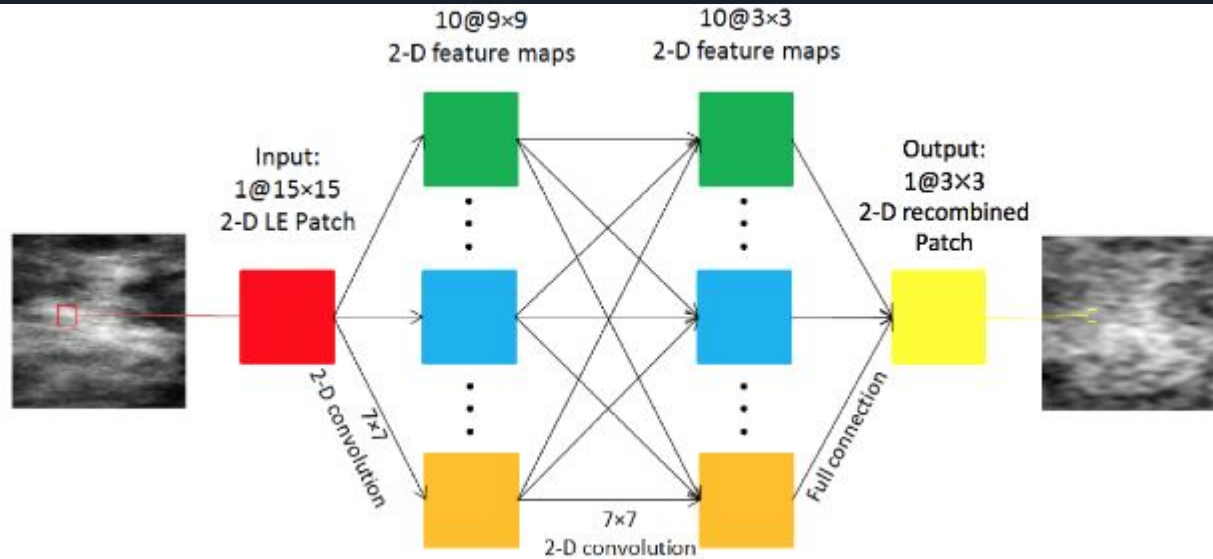 10@9×9
2-D feature maps
10@3×3
2-D feature maps
Input:
1@15×15
2-D LE Patch
Output:
1@3×3
2-D recombined
Patch
7×7
2-D convolution
7×7
2-D convolution
Full connection